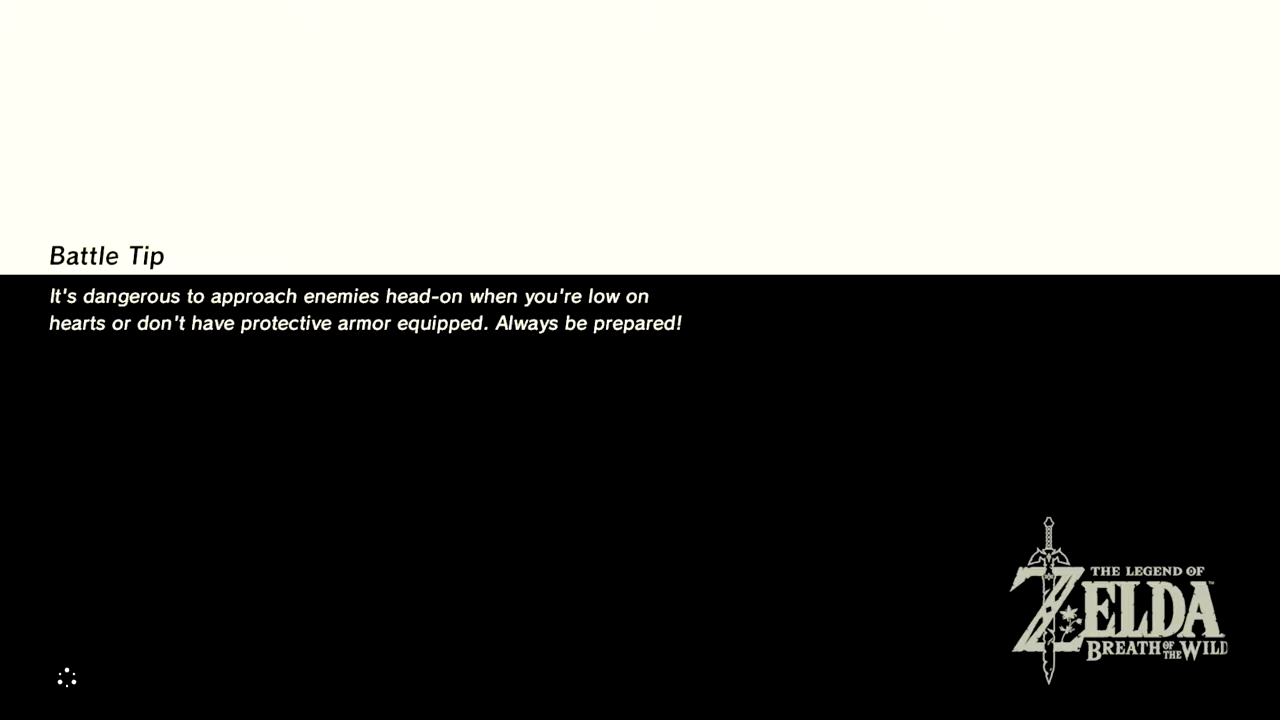 Battle Tip
It's dangerous to approach enemies head-on when you're low on
hearts or don't have protective armor equipped. Always be prepared!
THE LEGEND OF
ZELDA
BREATH OF THE WILD